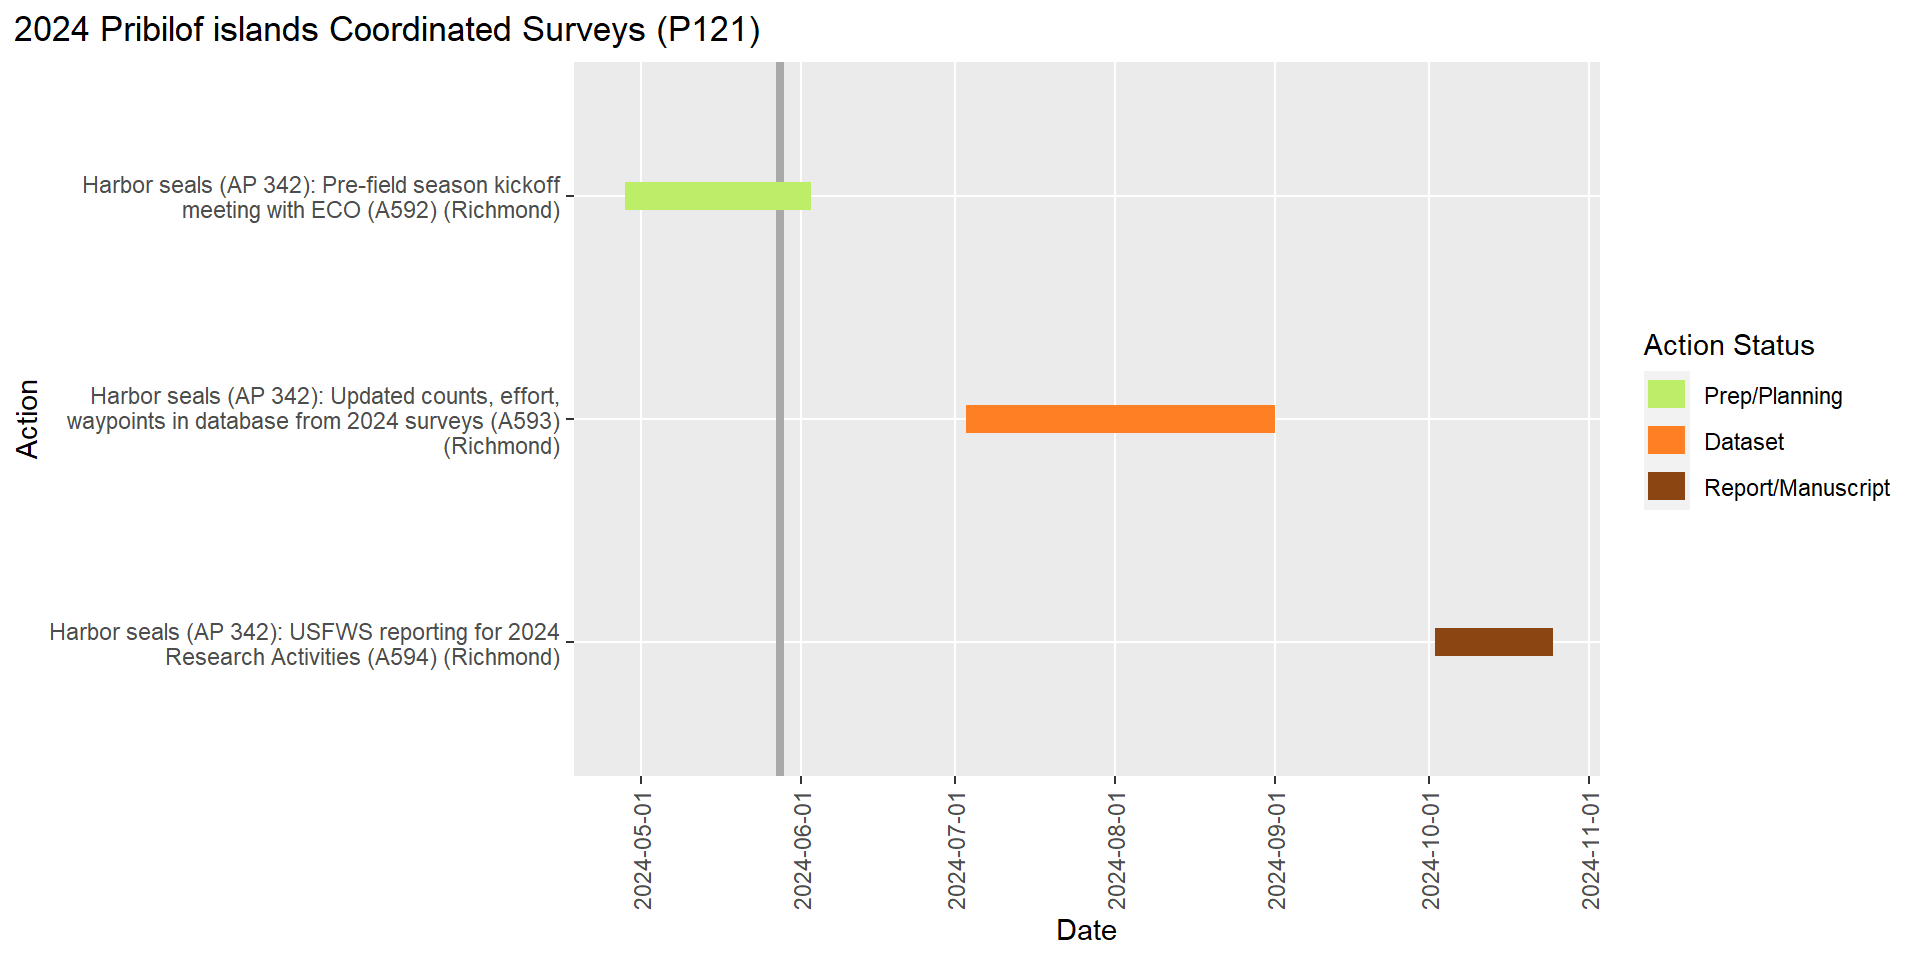 2024 Pribilof islands Coordinated Surveys (P121)
Action
Harbor seals (AP 342): Pre-field season kickoff
meeting with ECO (A592) (Richmond)
Harbor seals (AP 342): Updated counts, effort,
waypoints in database from 2024 surveys (A593)
(Richmond)
Harbor seals (AP 342): USFWS reporting for 2024
Research Activities (A594) (Richmond)
2024-05-01
2024-06-01
2024-07-01
2024-08-01
2024-09-01
2024-10-01
2024-11-01
Date
Action Status
Prep/Planning
Dataset
Report/Manuscript